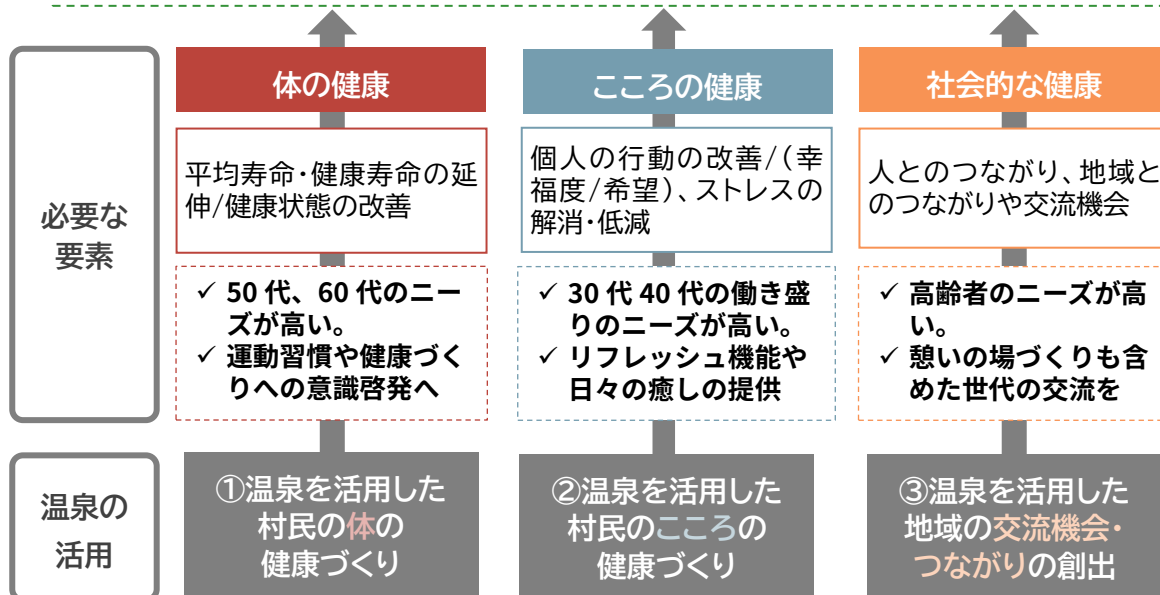 必要な
要素
体の健康
平均寿命・健康寿命の延
伸/健康状態の改善
✓ 50 代、60 代のニー
ズが高い。
✓ 運動習慣や健康づく
りへの意識啓発へ
こころの健康
個人の行動の改善/(幸
福度/希望)、ストレスの
解消・低減
✓ 30 代 40 代の働き盛
りのニーズが高い。
✓ リフレッシュ機能や
日々の癒しの提供
社会的な健康
人とのつながり、地域と
のつながりや交流機会
✓ 高齢者のニーズが高
い。
✓ 憩いの場づくりも含
めた世代の交流を
温泉の
活用
①温泉を活用した
村民の体の
健康づくり
②温泉を活用した
村民のこころの
健康づくり
③温泉を活用した
地域の交流機会・
つながりの創出